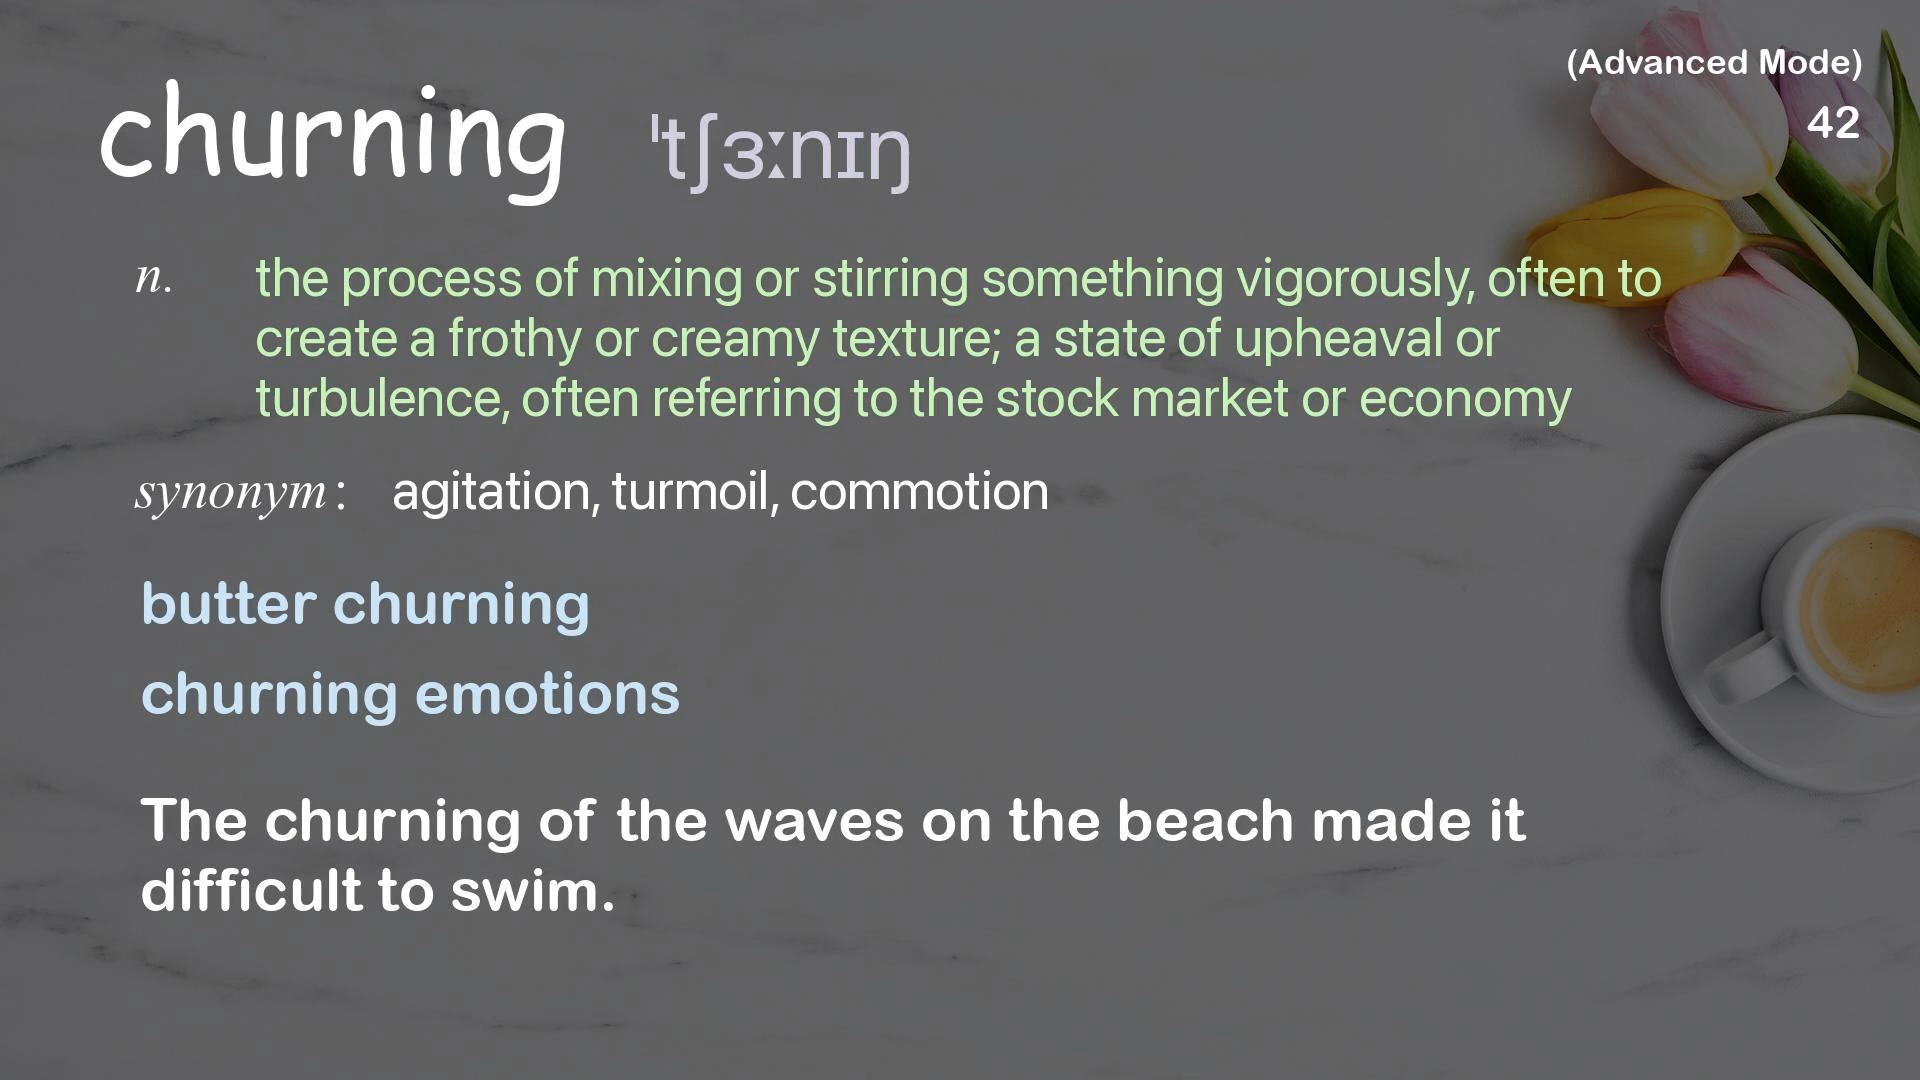 (Advanced Mode)
42
churning ˈtʃɜːnɪŋ
n. the process of mixing or stirring something vigorously, often to
create a frothy or creamy texture; a state of upheaval or
turbulence, often referring to the stock market or economy
synonym: agitation, turmoil, commotion
butter churning
churning emotions
The churning of the waves on the beach made it
difficult to swim.